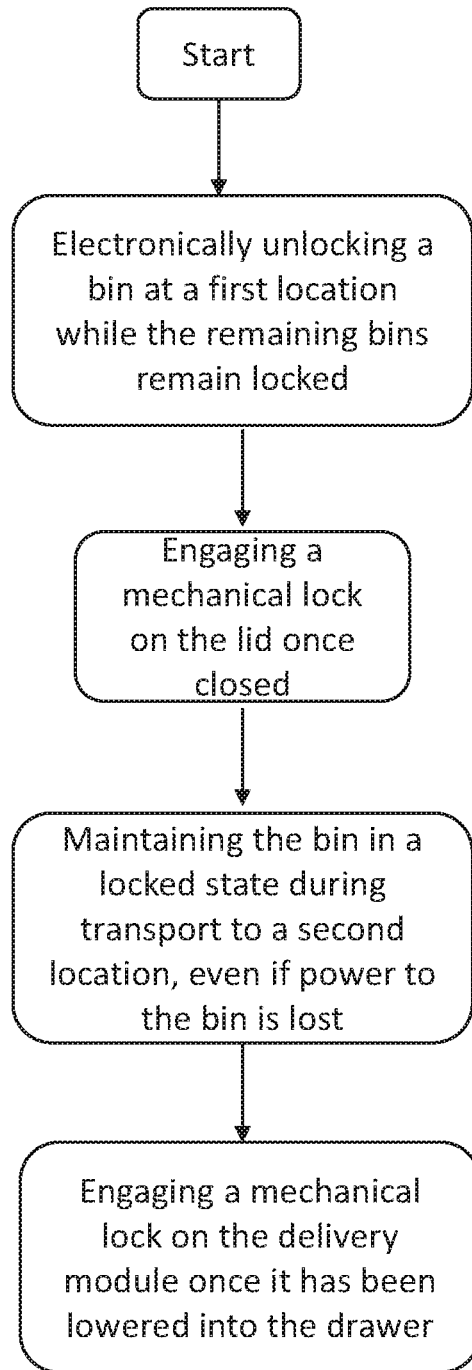 Start
Electronically unlocking a
bin at a first location
while the remaining bins
remain locked
Engaging a
mechanical lock
on the lid once
closed
Maintaining the bin in a
locked state during
transport to a second
location, even if power to
the bin is lost
Engaging a mechanical
lock on the delivery
module once it has been
lowered into the drawer